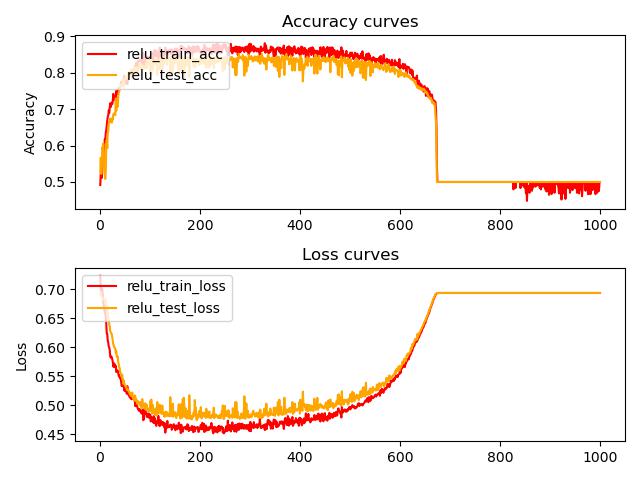 Accuracy curves
Accuracy
0.9
0.8
0.7
0.6
0.5
relu_train_acc
relu_test_acc
0
200
400
600
800
1000
Loss curves
Loss
0.70
0.65
0.60
0.55
0.50
0.45
relu_train_loss
relu_test_loss
0
200
400
600
800
1000